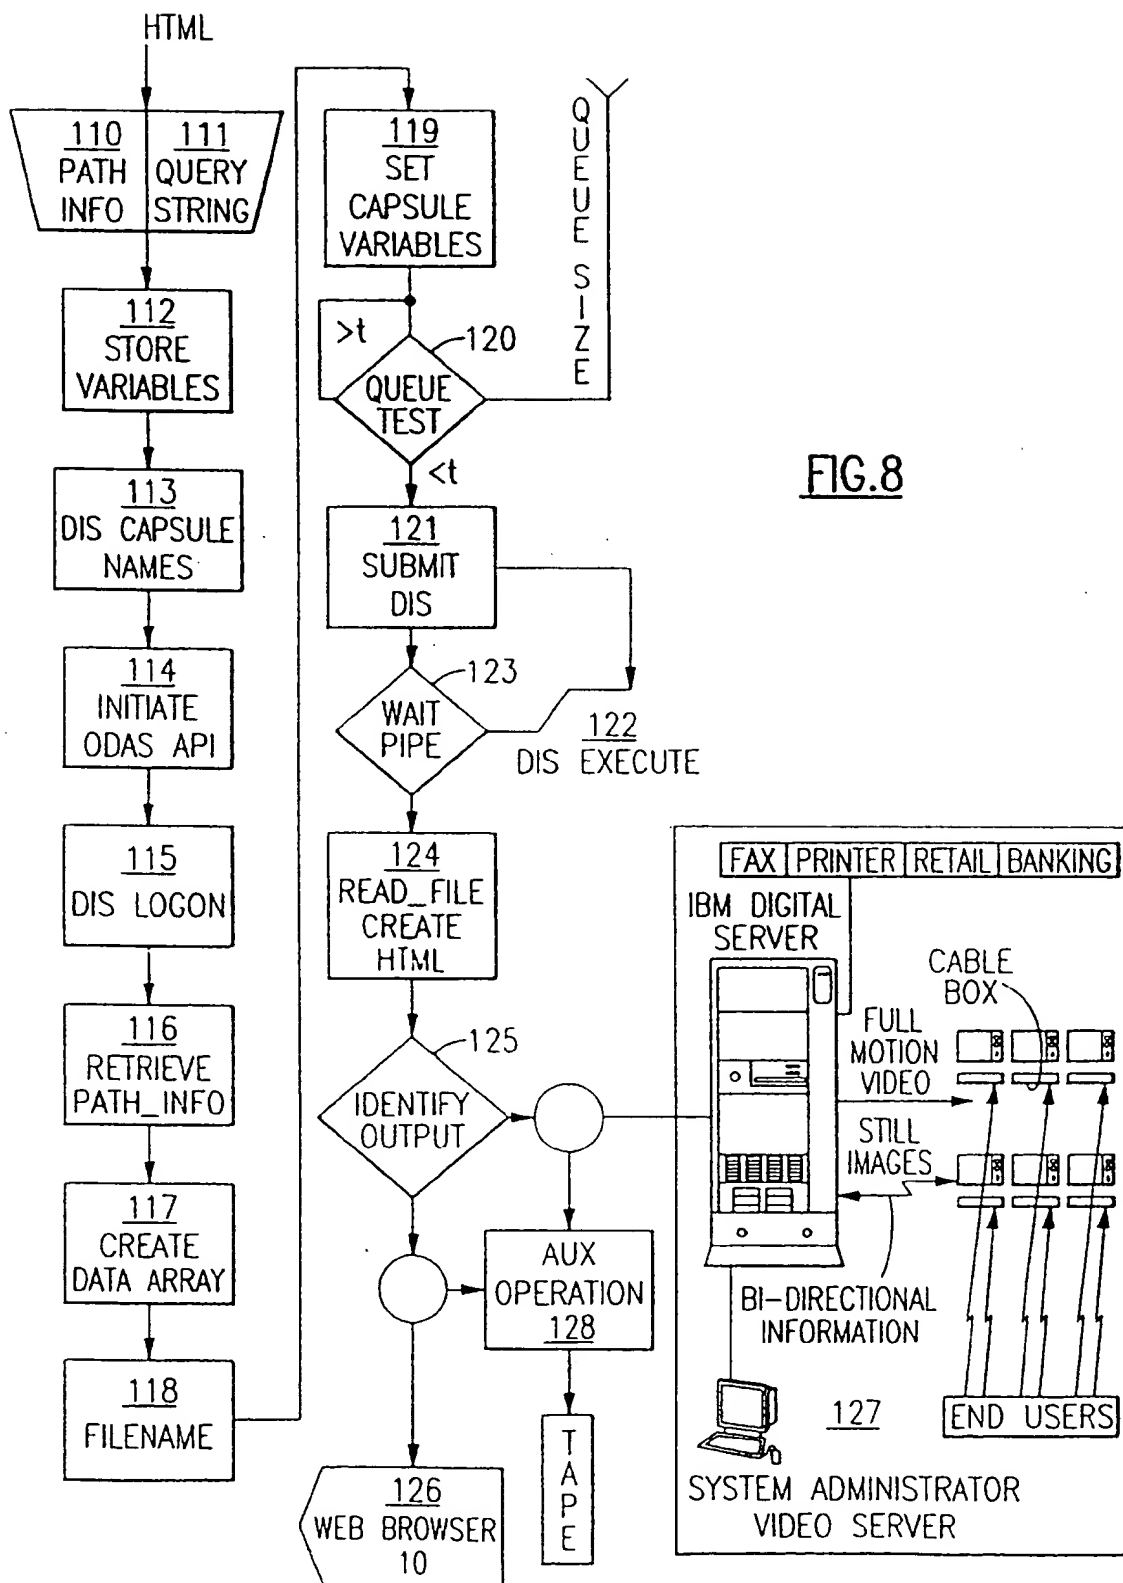 HTML
110
PATH
INFO
111
QUERY
STRING
112
STORE
VARIABLES
113
DIS CAPSULE
NAMES
114
INITIATE
ODAS API
115
DIS LOGON
116
RETRIEVE
PATH_INFO
117
CREATE
DATA ARRAY
118
FILENAME
119
SET
CAPSULE
VARIABLES
QUEUE SIZE
>t
120
QUEUE
TEST
<t
121
SUBMIT
DIS
123
WAIT
PIPE
122
DIS EXECUTE
124
READ_FILE
CREATE
HTML
125
IDENTIFY
OUTPUT
AUX
OPERATION
128
TAPE
126
WEB BROWSER
10
FIG.8
FAX PRINTER RETAIL BANKING
IBM DIGITAL
SERVER
CABLE
BOX
FULL
MOTION
VIDEO
STILL
IMAGES
BI-DIRECTIONAL
INFORMATION
127
END USERS
SYSTEM ADMINISTRATOR
VIDEO SERVER